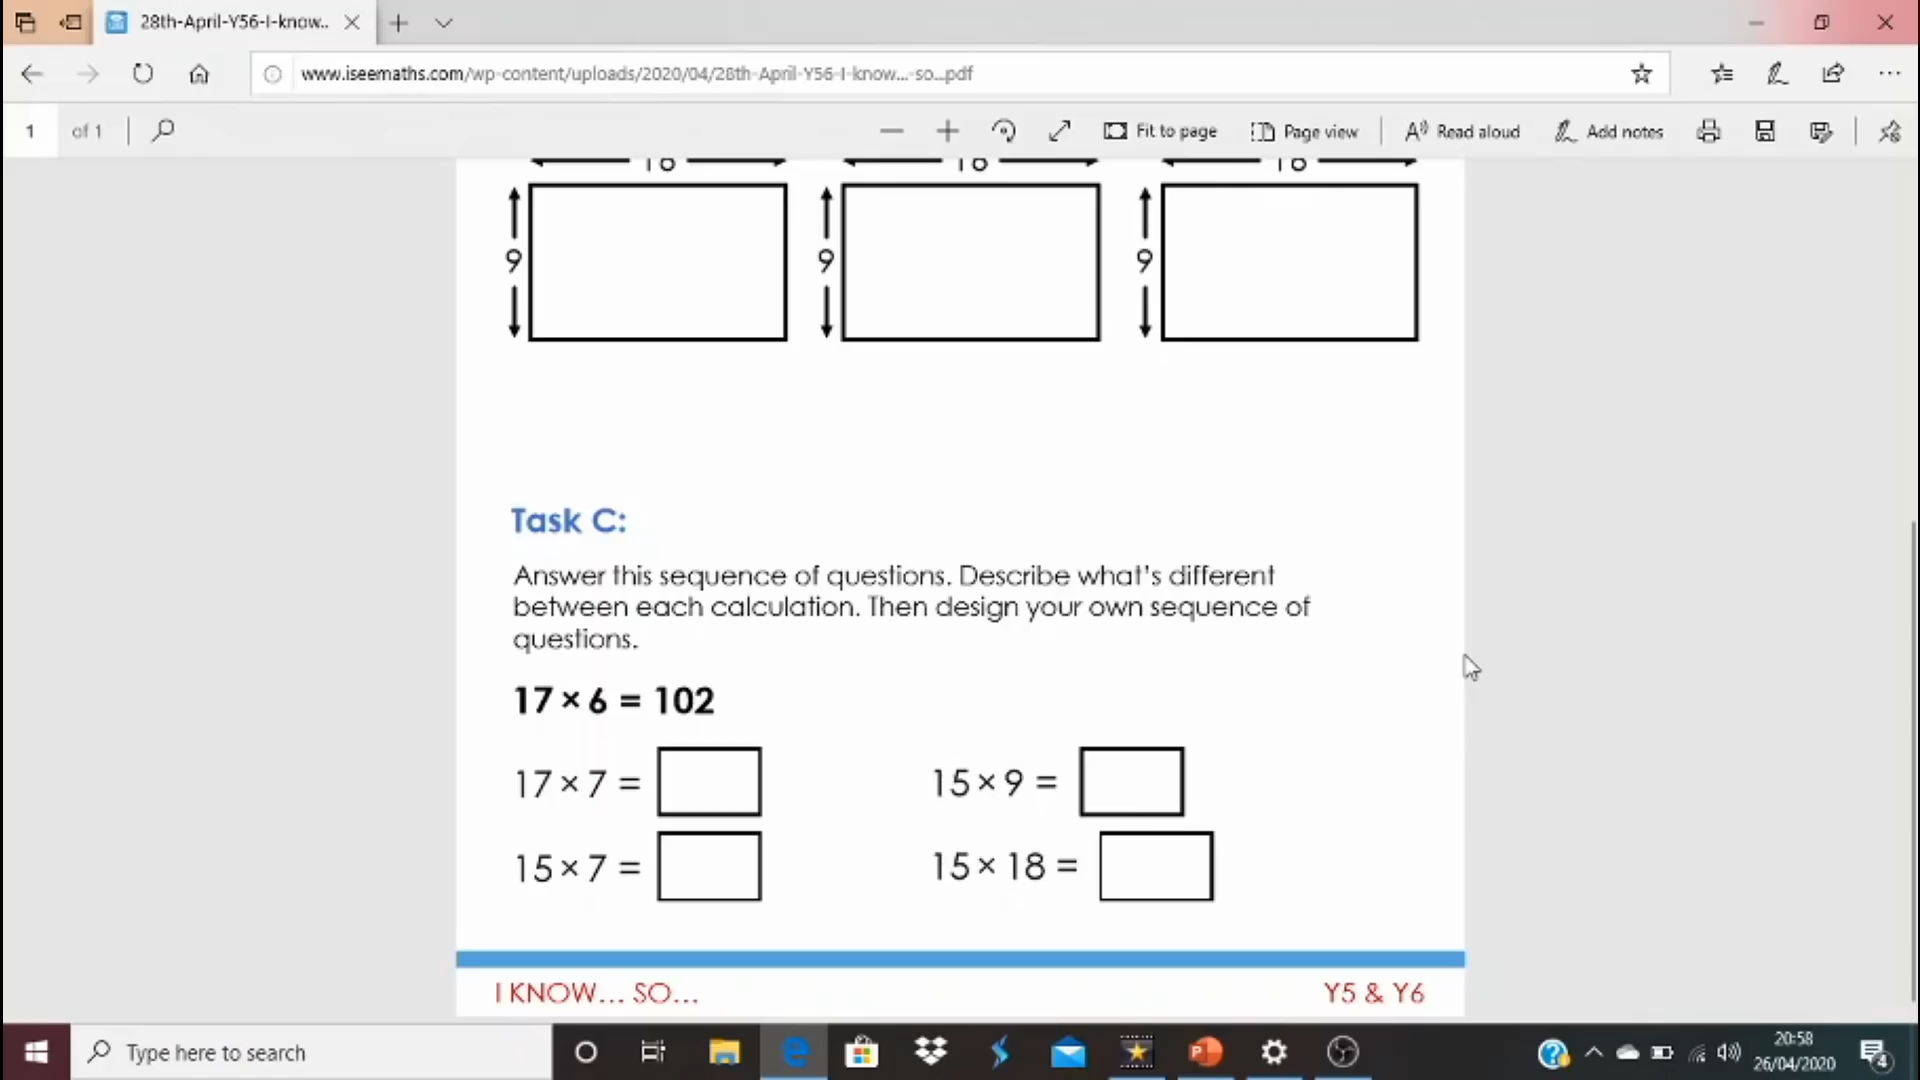 28th-April-Y56-I-know..
www.iseemaths.com/wp-content/uploads/2020/04/28th-April-Y56-I-know...-so...pdf
1 of 1 Fit to page Page view Read aloud Add notes
18 18 18
9 9 9
Task C:
Answer this sequence of questions. Describe what's different
between each calculation. Then design your own sequence of
questions.
17 × 6 = 102
17 × 7 = 15 × 9 =
15 × 7 = 15 × 18 =
I KNOW... SO... Y5 & Y6
Type here to search
20:58
26/04/2020
4